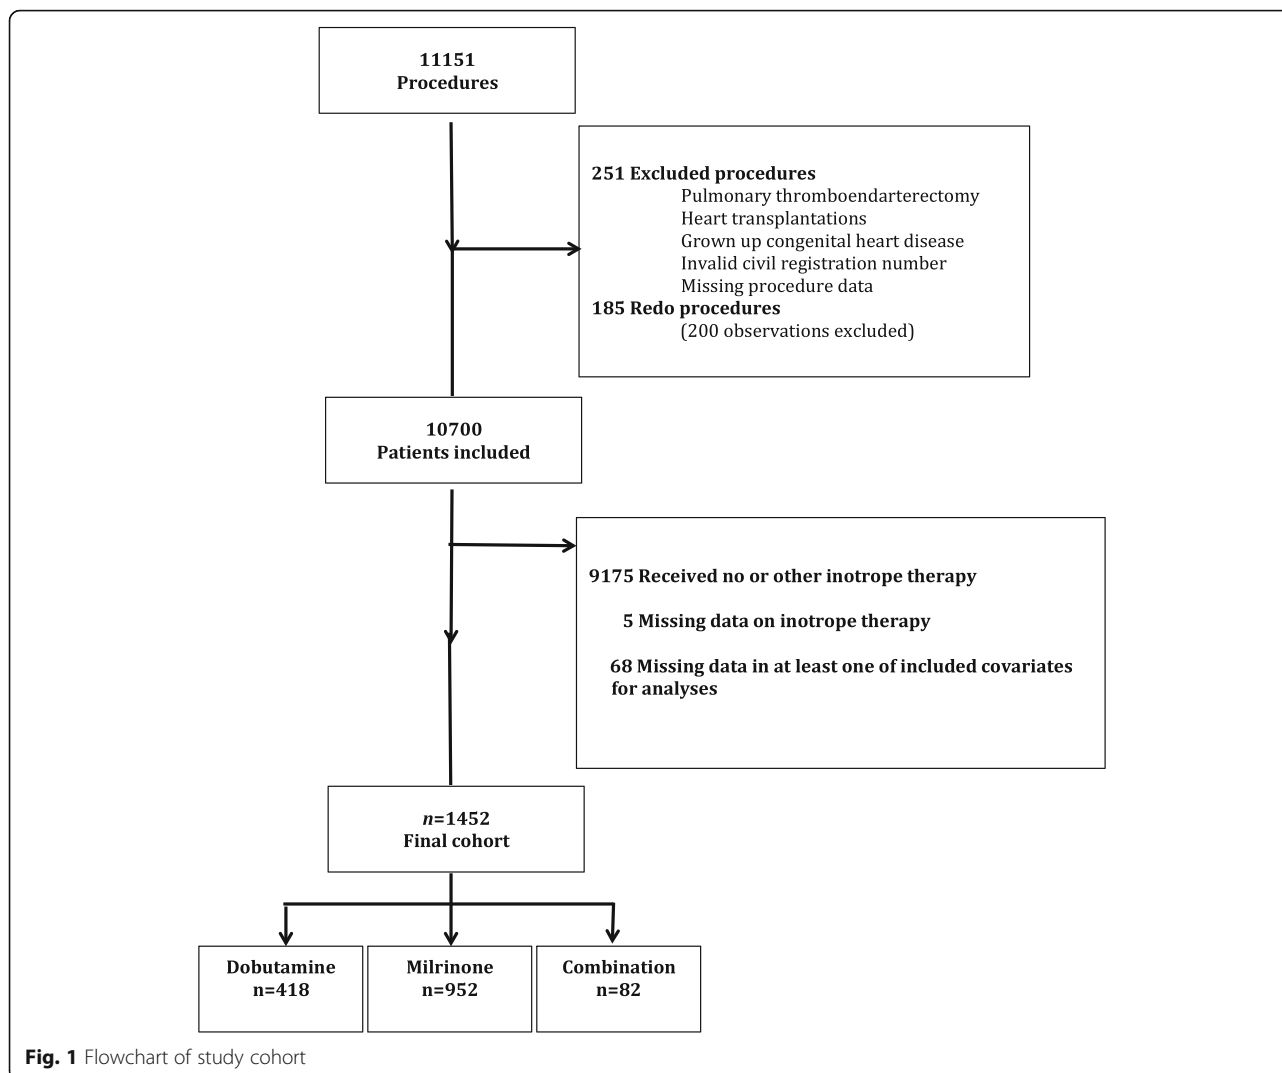 11151
Procedures
251 Excluded procedures
Pulmonary thromboendarterectomy
Heart transplantations
Grown up congenital heart disease
Invalid civil registration number
Missing procedure data
185 Redo procedures
(200 observations excluded)
10700
Patients included
9175 Received no or other inotrope therapy
5 Missing data on inotrope therapy
68 Missing data in at least one of included covariates
for analyses
n=1452
Final cohort
Dobutamine
n=418
Milrinone
n=952
Combination
n=82
Fig. 1 Flowchart of study cohort